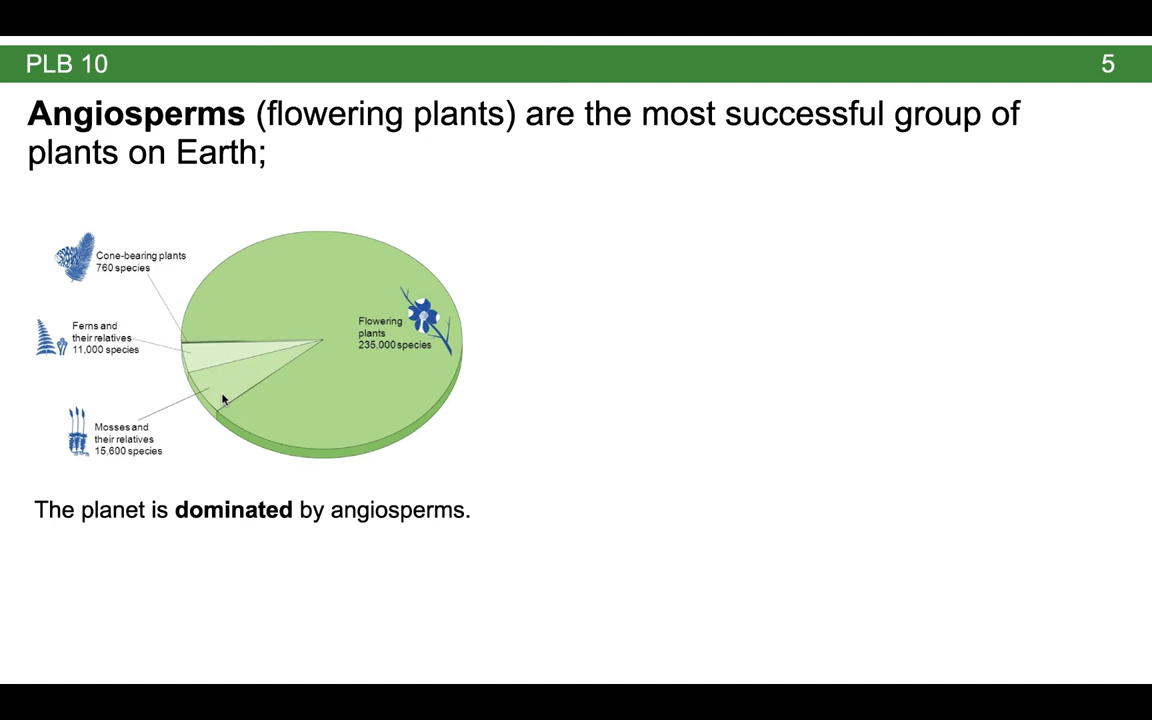 PLB 10
5
Angiosperms (flowering plants) are the most successful group of
plants on Earth;
Cone-bearing plants
760 species
Ferns and
their relatives
11,000 species
Flowering
plants
235,000 species
Mosses and
their relatives
15,600 species
The planet is dominated by angiosperms.